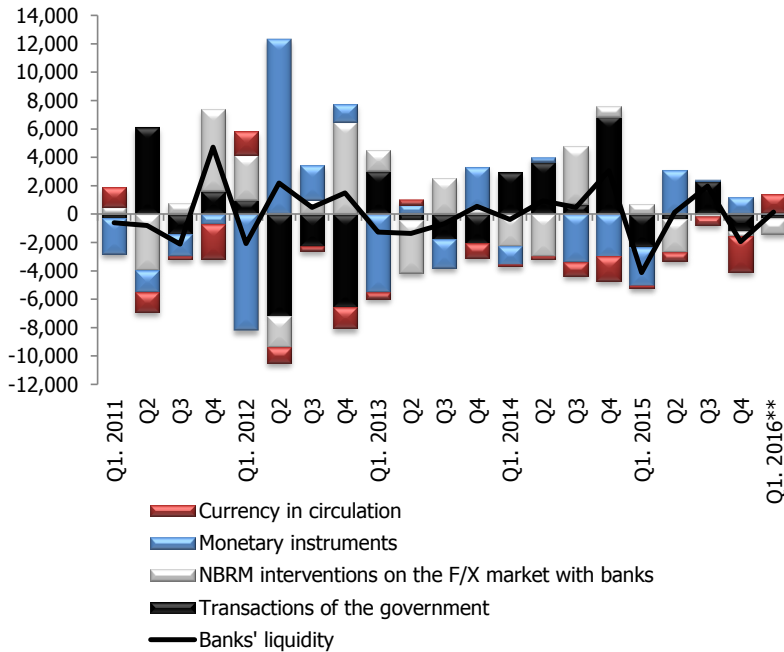 14,000
12,000
10,000
8,000
6,000
4,000
2,000
0
-2,000
-4,000
-6,000
-8,000
-10,000
-12,000
Q1. 2011
Q2
Q3
Q4
Q1. 2012
Q2
Q3
Q4
Q1. 2013
Q2
Q3
Q4
Q1. 2014
Q2
Q3
Q4
Q1. 2015
Q2
Q3
Q4
Q1. 2016**
Currency in circulation
Monetary instruments
NBRM interventions on the F/X market with banks
Transactions of the government
Banks' liquidity